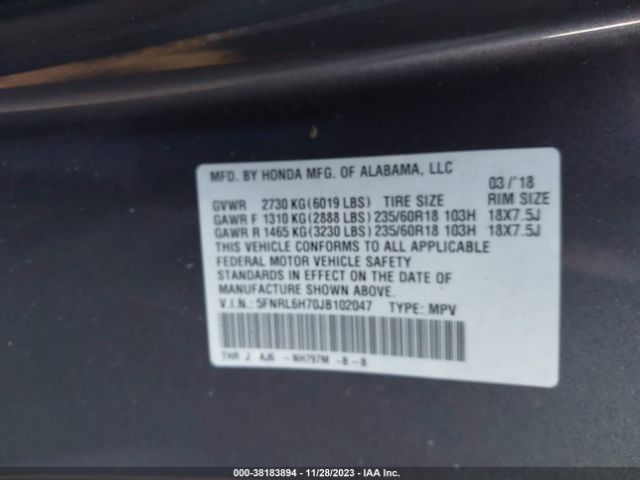 MFD. BY HONDA MFG. OF ALABAMA, LLC
03/'18
GVWR 2730 KG(6019 LBS) TIRE SIZE RIM SIZE
GAWR F 1310 KG(2888 LBS) 235/60R18 103H 18X7.5J
GAWR R 1465 KG(3230 LBS) 235/60R18 103H 18X7.5J
THIS VEHICLE CONFORMS TO ALL APPLICABLE
FEDERAL MOTOR VEHICLE SAFETY
STANDARDS IN EFFECT ON THE DATE OF
MANUFACTURE SHOWN ABOVE.
V.I.N.: 5FNRL6H70JB102047 TYPE: MPV
THR J AJ6 -NH797M -8-B
000-38183894 - 11/28/2023 - IAA Inc.